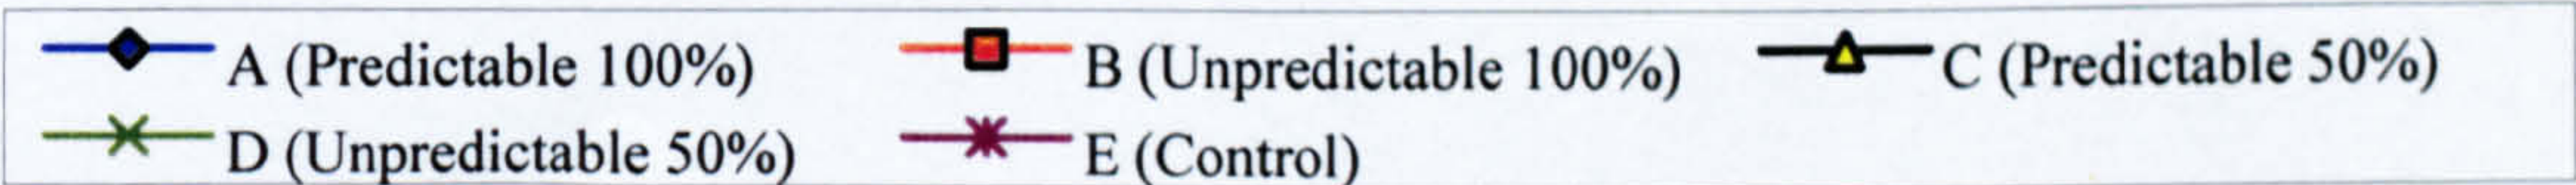 A (Predictable 100%) B (Unpredictable 100%) C (Predictable 50%)
D (Unpredictable 50%) E (Control)